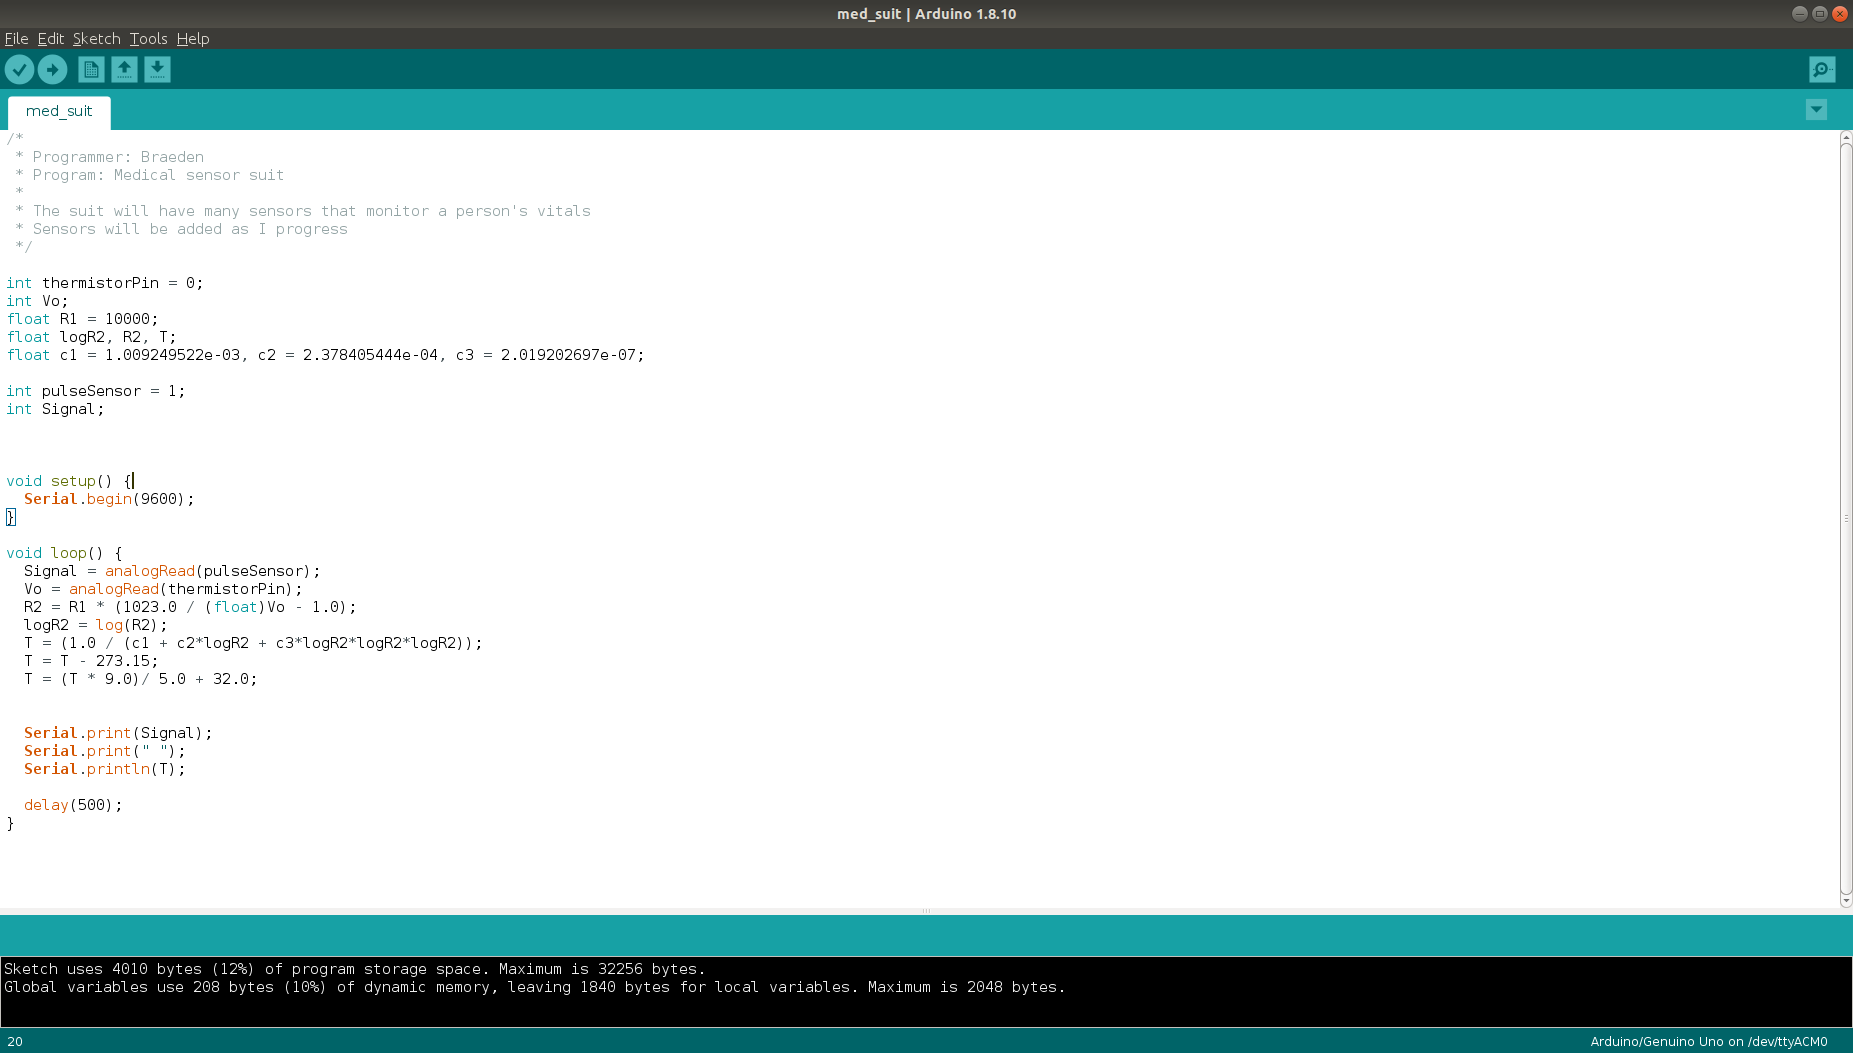 med_suit | Arduino 1.8.10
File Edit Sketch Tools Help
med_suit
/*
 * Programmer: Braeden
 * Program: Medical sensor suit
 *
 * The suit will have many sensors that monitor a person's vitals
 * Sensors will be added as I progress
 */
int thermistorPin = 0;
int Vo;
float R1 = 10000;
float logR2, R2, T;
float c1 = 1.009249522e-03, c2 = 2.378405444e-04, c3 = 2.019202697e-07;
int pulseSensor = 1;
int Signal;
void setup() {
  Serial.begin(9600);
}
void loop() {
  Signal = analogRead(pulseSensor);
  Vo = analogRead(thermistorPin);
  R2 = R1 * (1023.0 / (float)Vo - 1.0);
  logR2 = log(R2);
  T = (1.0 / (c1 + c2*logR2 + c3*logR2*logR2*logR2));
  T = T - 273.15;
  T = (T * 9.0)/ 5.0 + 32.0;
  Serial.print(Signal);
  Serial.print(" ");
  Serial.println(T);
  delay(500);
}
Sketch uses 4010 bytes (12%) of program storage space. Maximum is 32256 bytes.
Global variables use 208 bytes (10%) of dynamic memory, leaving 1840 bytes for local variables. Maximum is 2048 bytes.
20
Arduino/Genuino Uno on /dev/ttyACM0